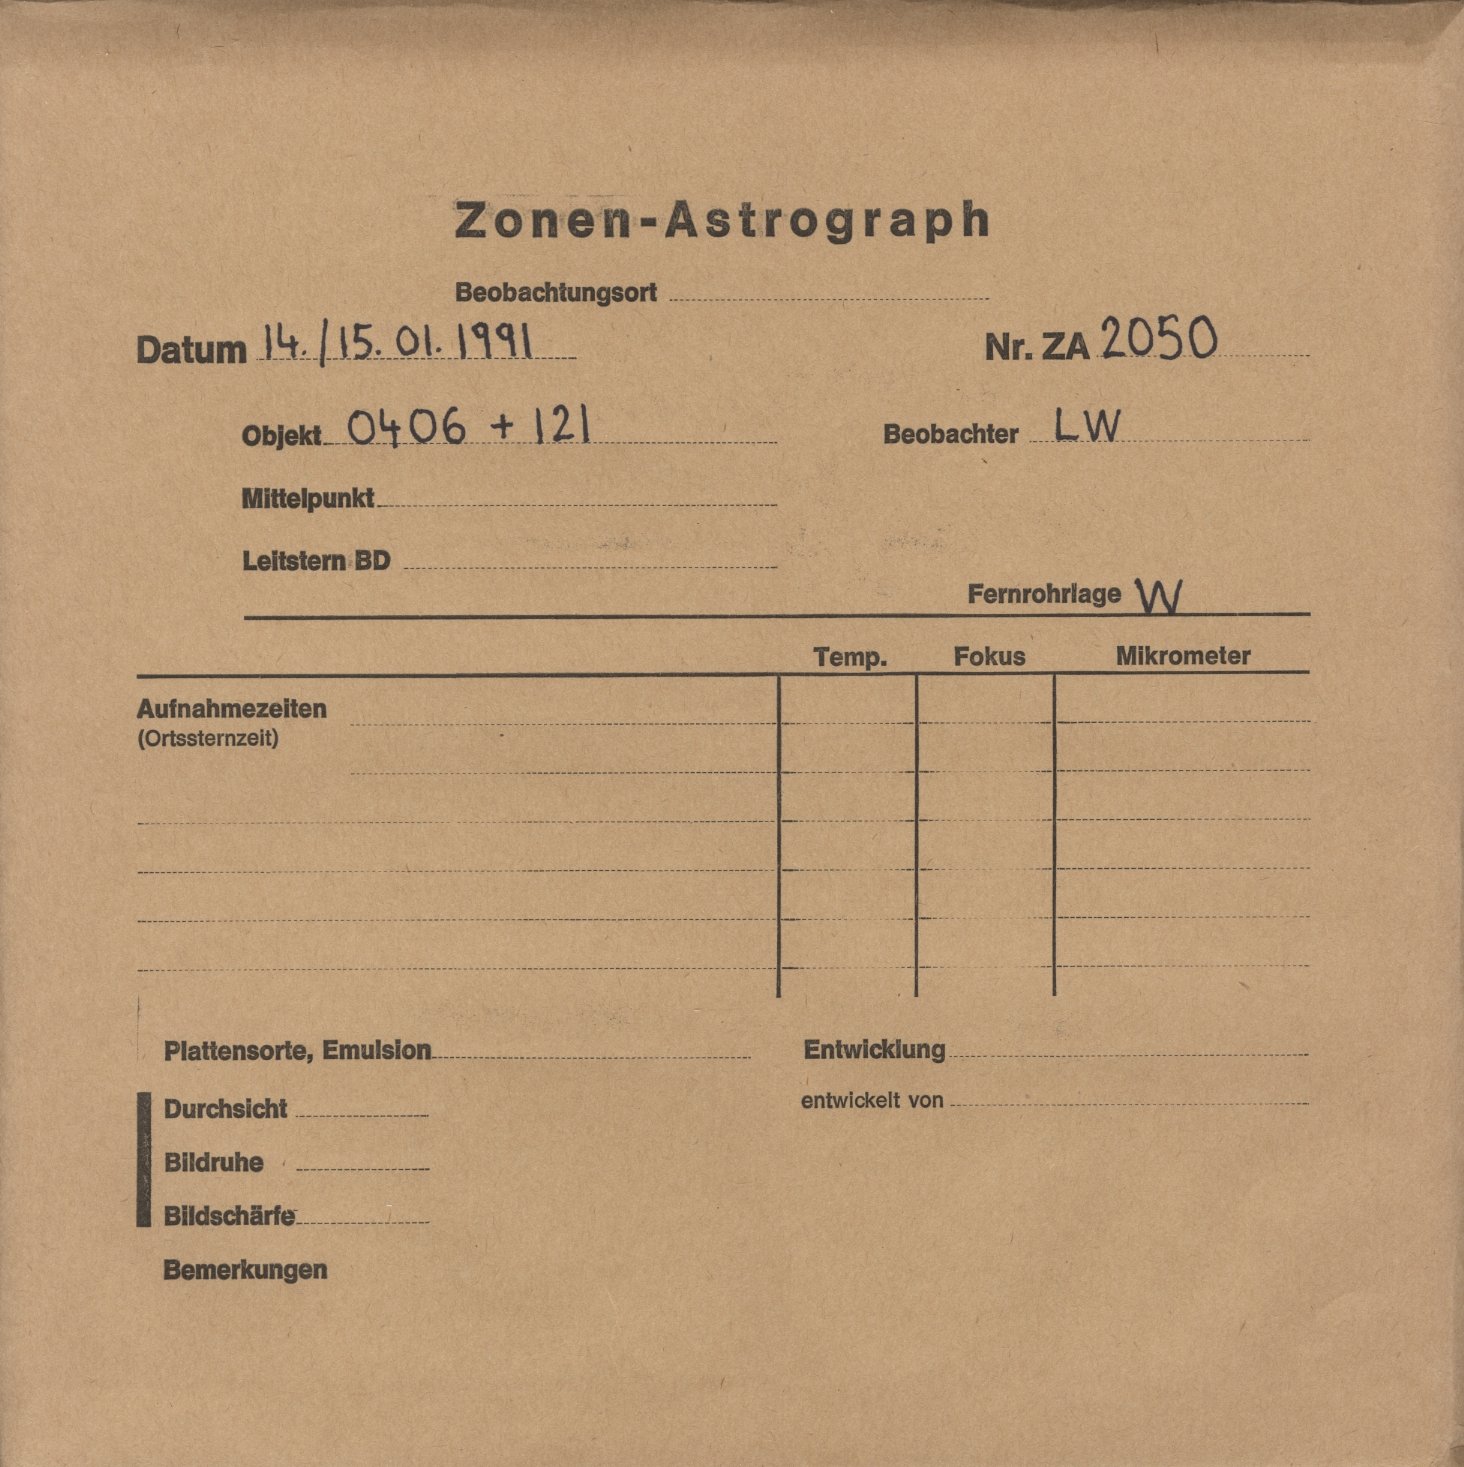 Zonen-Astrograph
Beobachtungsort
Datum 14./15. 01. 1991 Nr. ZA 2050
Objekt 0406 + 121 Beobachter LW
Mittelpunkt
Leitstern BD
Fernrohrlage W
Temp. Fokus Mikrometer
Aufnahmezeiten
(Ortssternzeit)
Plattensorte, Emulsion Entwicklung
Durchsicht entwickelt von
Bildruhe
Bildschärfe
Bemerkungen